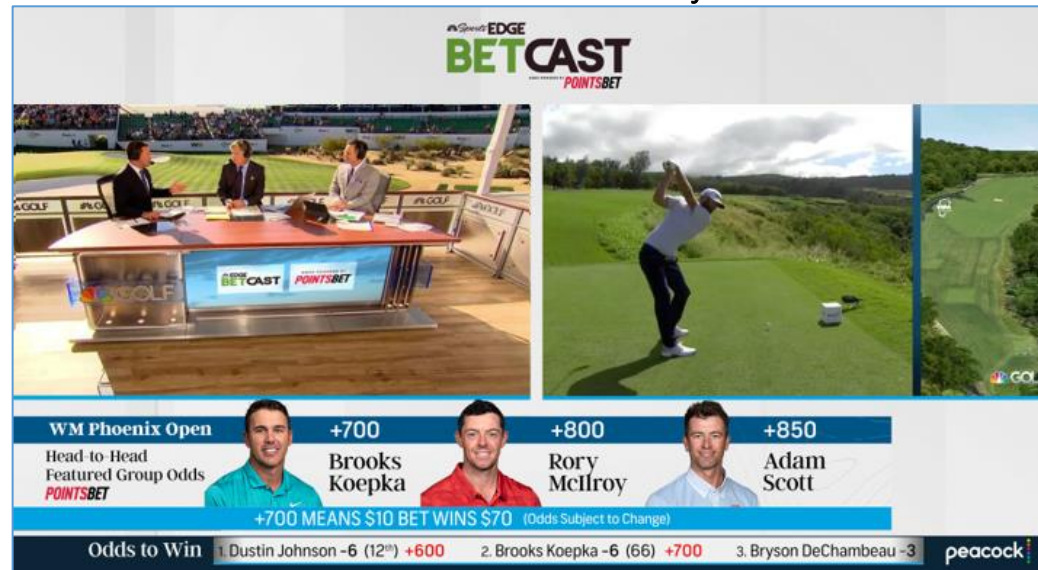 Sports EDGE
BETCAST
POINTSBET
GOLF
GOLF
EDGE
BETCAST
POINTSBET
GOLF
WM Phoenix Open
+700
+800
+850
Head-to-Head
Featured Group Odds
POINTSBET
Brooks
Koepka
Rory
McIlroy
Adam
Scott
+700 MEANS $10 BET WINS $70 (Odds Subject to Change)
Odds to Win 1. Dustin Johnson -6 (12th) +600 2. Brooks Koepka -6 (66) +700 3. Bryson DeChambeau -3 peacock